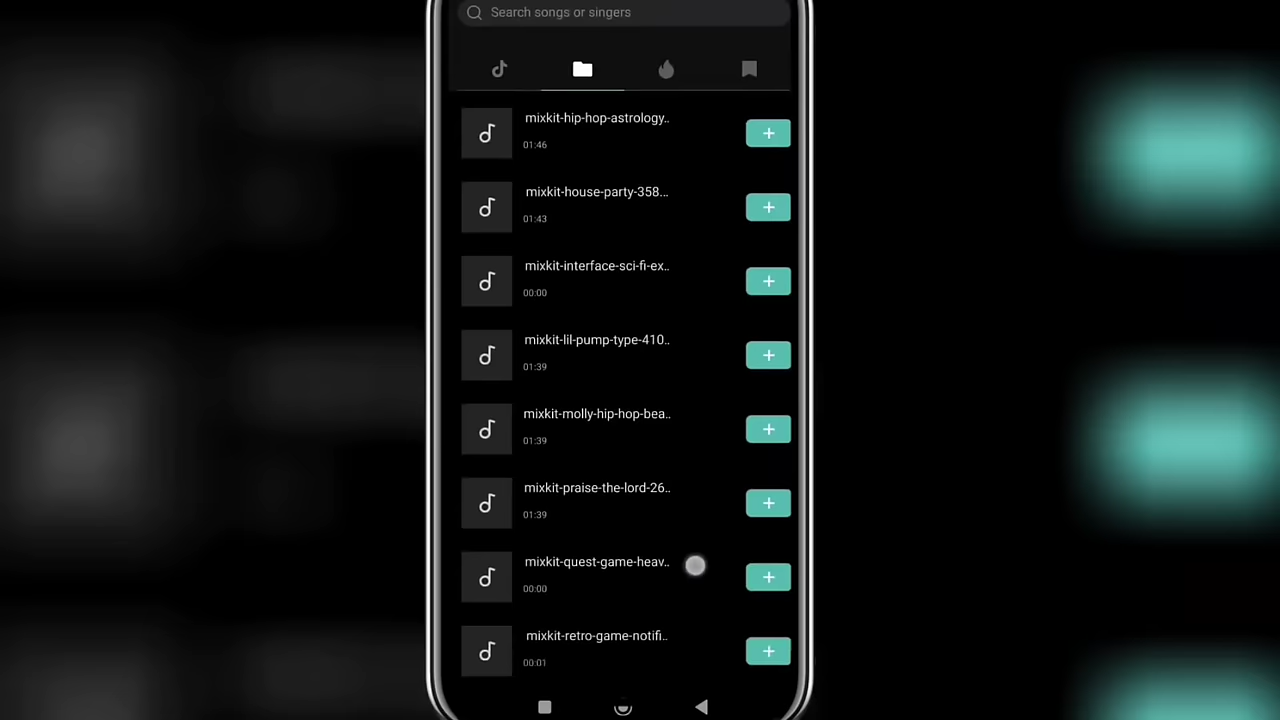 Search songs or singers
mixkit-hip-hop-astrology..
01:46
mixkit-house-party-358...
01:43
mixkit-interface-sci-fi-ex..
00:00
mixkit-lil-pump-type-410..
01:39
mixkit-molly-hip-hop-bea..
01:39
mixkit-praise-the-lord-26..
01:39
mixkit-quest-game-heav..
00:00
mixkit-retro-game-notifi..
00:01